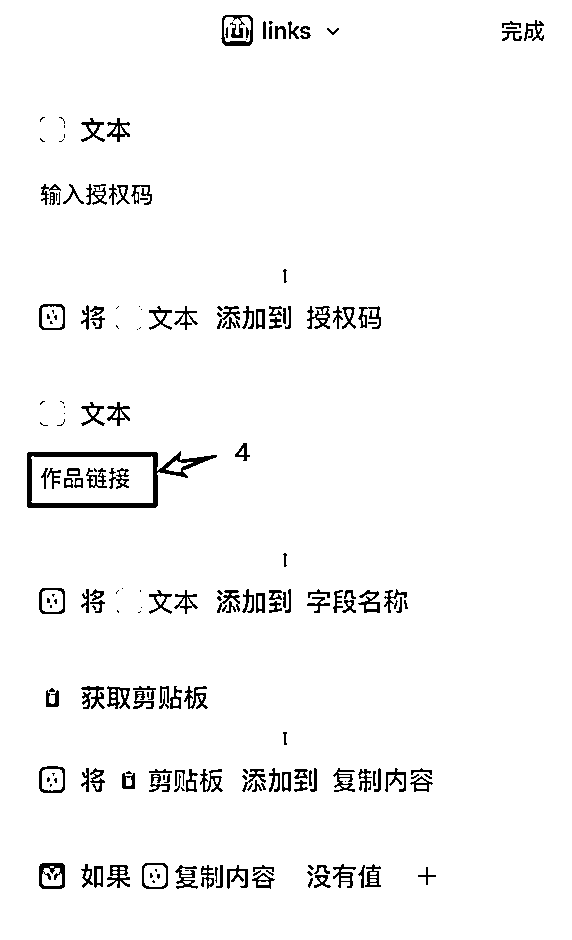 links 完成
文本
输入授权码
将 文本 添加到 授权码
文本
作品链接 4
将 文本 添加到 字段名称
获取剪贴板
将 剪贴板 添加到 复制内容
如果 复制内容 没有值 +